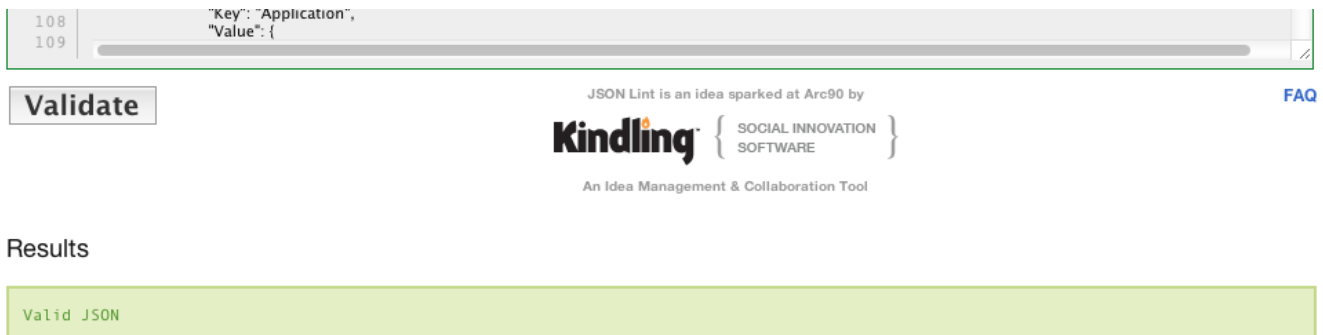 108
"Key": "Application",
109
"Value": {
Validate
JSON Lint is an idea sparked at Arc90 by
FAQ
Kindling™ { SOCIAL INNOVATION SOFTWARE }
An Idea Management & Collaboration Tool
Results
Valid JSON